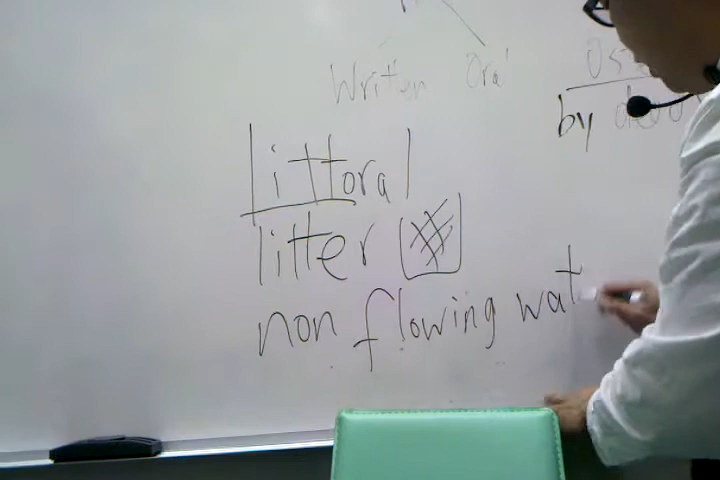 Written Oral
by
littoral
litter
non flowing wat